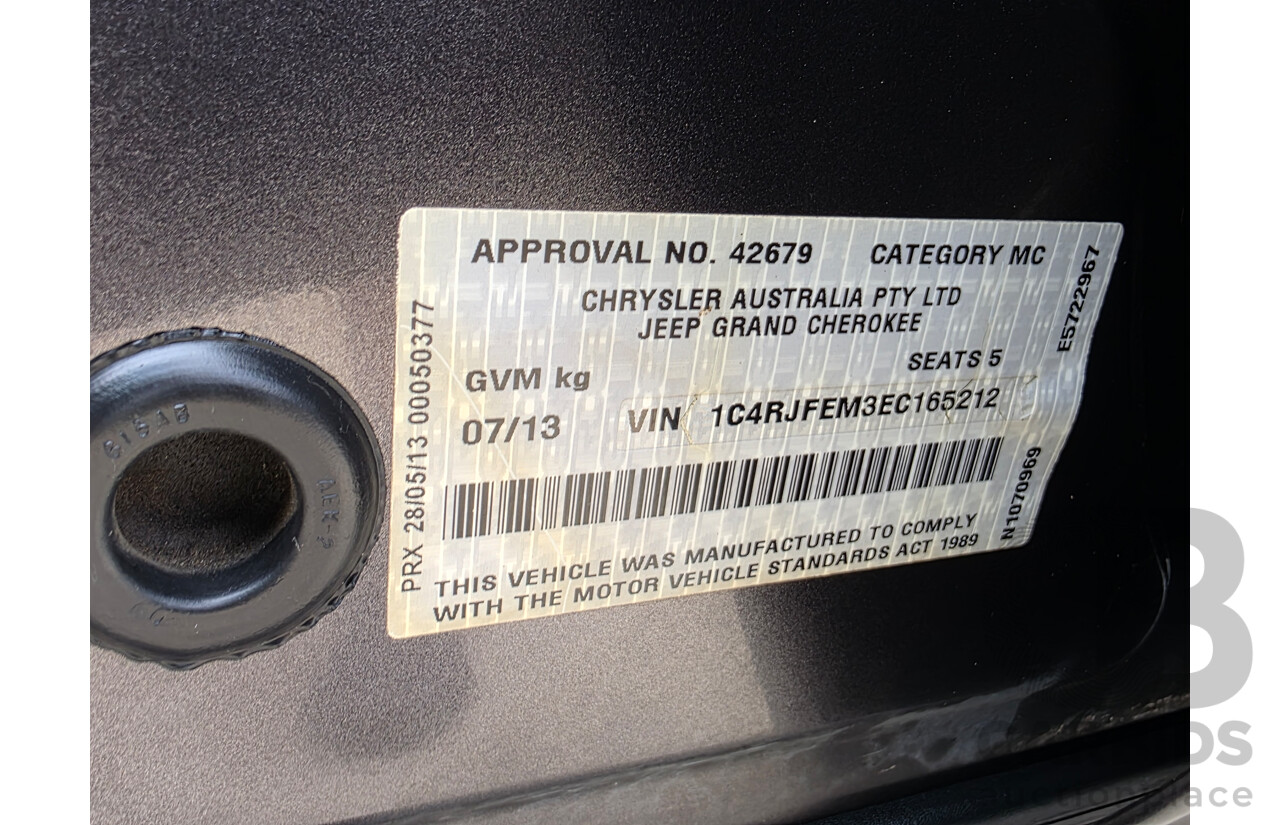 APPROVAL NO. 42679 CATEGORY MC
CHRYSLER AUSTRALIA PTY LTD
JEEP GRAND CHEROKEE
SEATS 5
GVM kg
07/13 VIN 1C4RJFEM3EC165212
THIS VEHICLE WAS MANUFACTURED TO COMPLY
WITH THE MOTOR VEHICLE STANDARDS ACT 1989
PRX 28/05/13 00050377
E5722967
N1070969